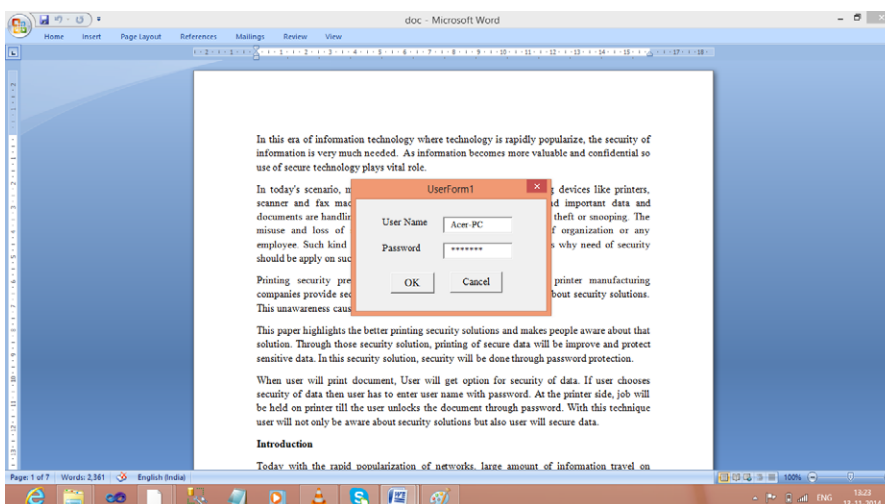 doc - Microsoft Word
Home Insert Page Layout References Mailings Review View
In this era of information technology where technology is rapidly popularize, the security of
information is very much needed. As information becomes more valuable and confidential so
use of secure technology plays vital role.
In today's scenario, devices like printers,
scanner and fax important data and
documents are theft or snooping. The
misuse and loss of organization or any
employee. Such kind why need of security
should be apply on
Printing security printer manufacturing
companies provide security solutions.
This unawareness
UserForm1
User Name Acer-PC
Password *******
OK Cancel
This paper highlights the better printing security solutions and makes people aware about that
solution. Through those security solution, printing of secure data will be improve and protect
sensitive data. In this security solution, security will be done through password protection.
When user will print document, User will get option for security of data. If user chooses
security of data then user has to enter user name with password. At the printer side, job will
be held on printer till the user unlocks the document through password. With this technique
user will not only be aware about security solutions but also user will secure data.
Introduction
Today with the rapid popularization of networks, large amount of information travel on
Page: 1 of 7 Words: 2,361 English (India) 100%
ENG 13:23
13-11-2014